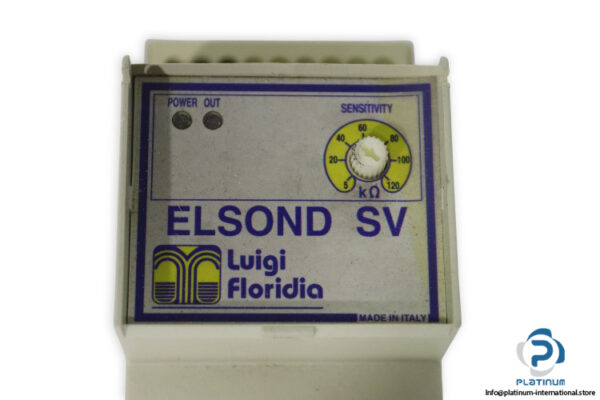 POWER OUT
SENSITIVITY
60
40 80
20 100
5 120
kΩ
ELSOND SV
Luigi
Floridia
MADE IN ITALY
PLATINUM
Info@platinum-international.store